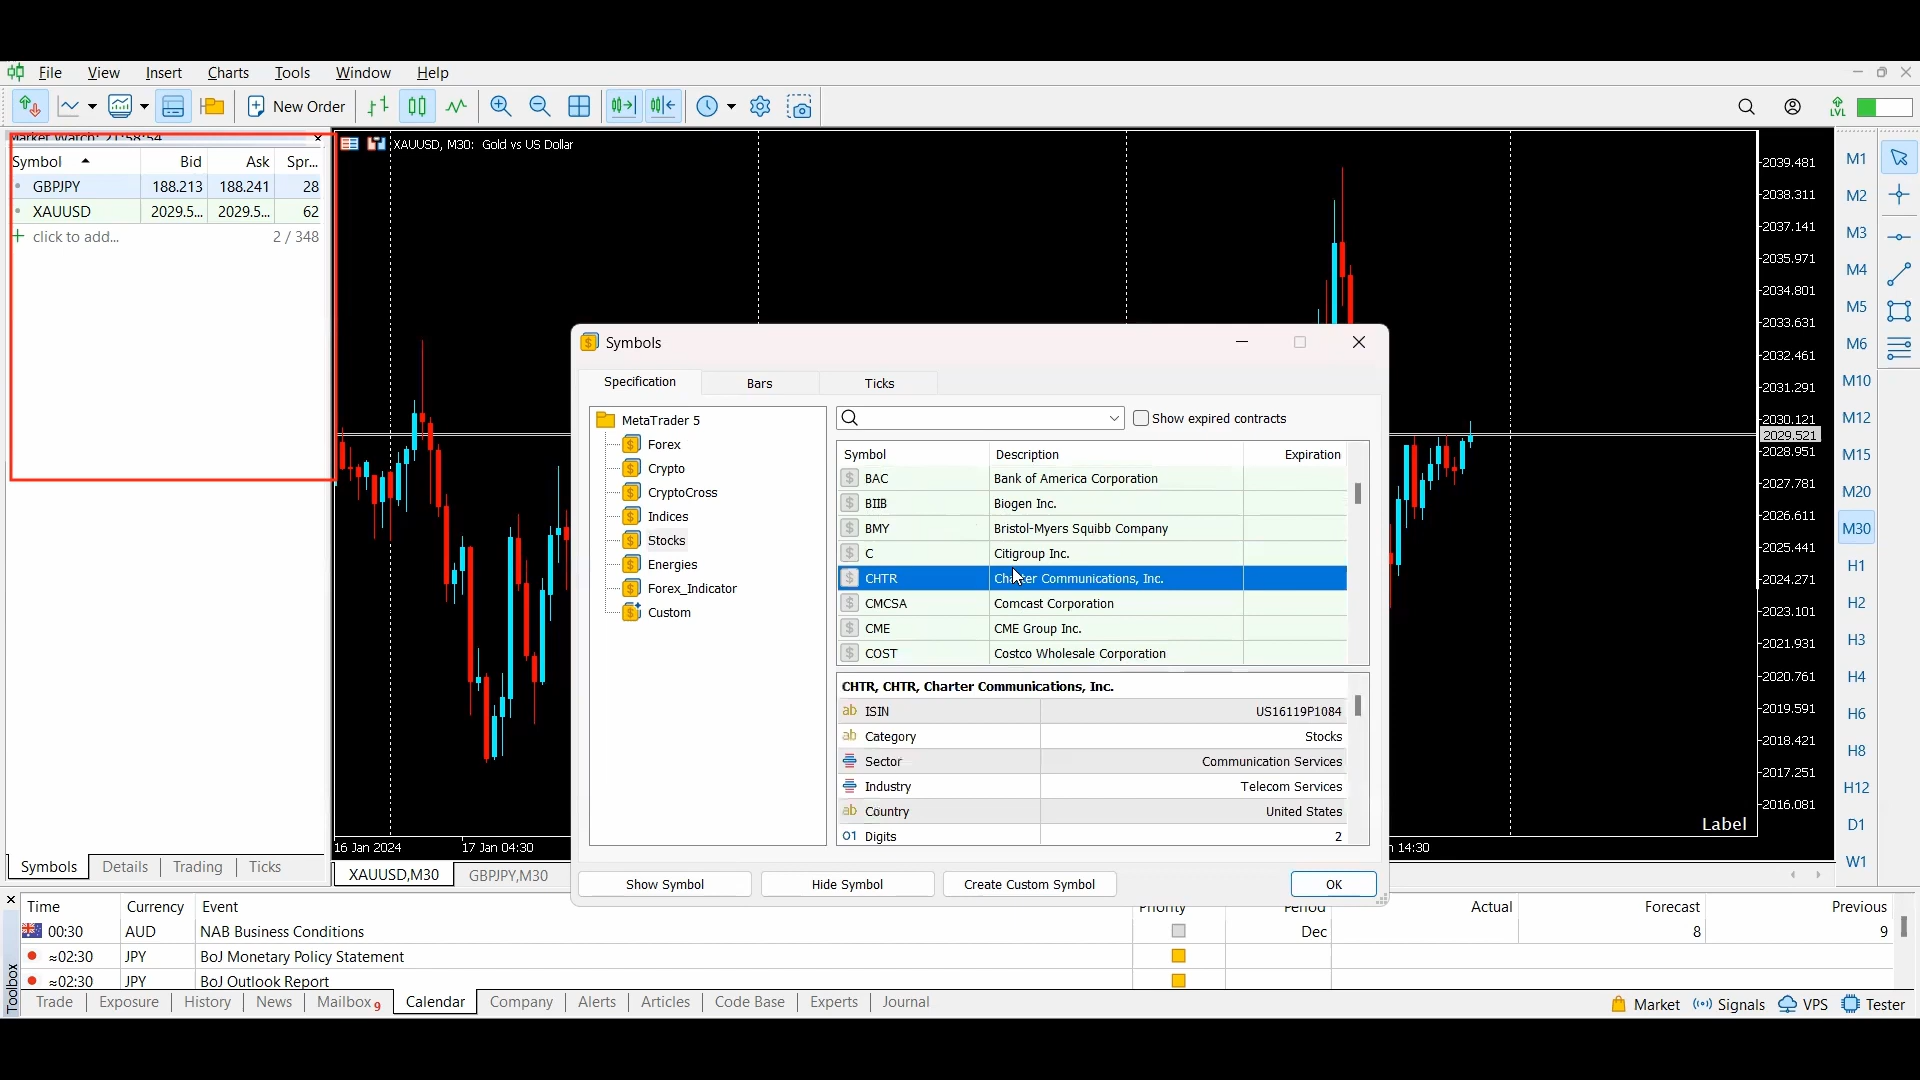 File View Insert Charts Tools Window Help
New Order
LVL
Market Watch: 21:58:54
Symbol Bid Ask Spr...
GBPJPY 188.213 188.241 28
XAUUSD 2029.5... 2029.5... 62
click to add... 2 / 348
Symbols Details Trading Ticks
XAUUSD, M30: Gold vs US Dollar
2039.481
2038.311
2037.141
2035.971
2034.801
2033.631
2032.461
2031.291
2030.121
2029.521
2028.951
2027.781
2026.611
2025.441
2024.271
2023.101
2021.931
2020.761
2019.591
2018.421
2017.251
2016.081
Label
16 Jan 2024 17 Jan 04:30 14:30
XAUUSD,M30 GBPJPY,M30
M1
M2
M3
M4
M5
M6
M10
M12
M15
M20
M30
H1
H2
H3
H4
H6
H8
H12
D1
W1
Symbols
Specification Bars Ticks
MetaTrader 5
Forex
Crypto
CryptoCross
Indices
Stocks
Energies
Forex_Indicator
Custom
Show expired contracts
Symbol Description Expiration
BAC Bank of America Corporation
BIIB Biogen Inc.
BMY Bristol-Myers Squibb Company
C Citigroup Inc.
CHTR Charter Communications, Inc.
CMCSA Comcast Corporation
CME CME Group Inc.
COST Costco Wholesale Corporation
CHTR, CHTR, Charter Communications, Inc.
ab ISIN US16119P1084
ab Category Stocks
Sector Communication Services
Industry Telecom Services
ab Country United States
01 Digits 2
Show Symbol Hide Symbol Create Custom Symbol OK
Time Currency Event Priority Period Actual Forecast Previous
00:30 AUD NAB Business Conditions Dec 8 9
≈02:30 JPY BoJ Monetary Policy Statement
≈02:30 JPY BoJ Outlook Report
Toolbox
Trade Exposure History News Mailbox 9 Calendar Company Alerts Articles Code Base Experts Journal
Market Signals VPS Tester